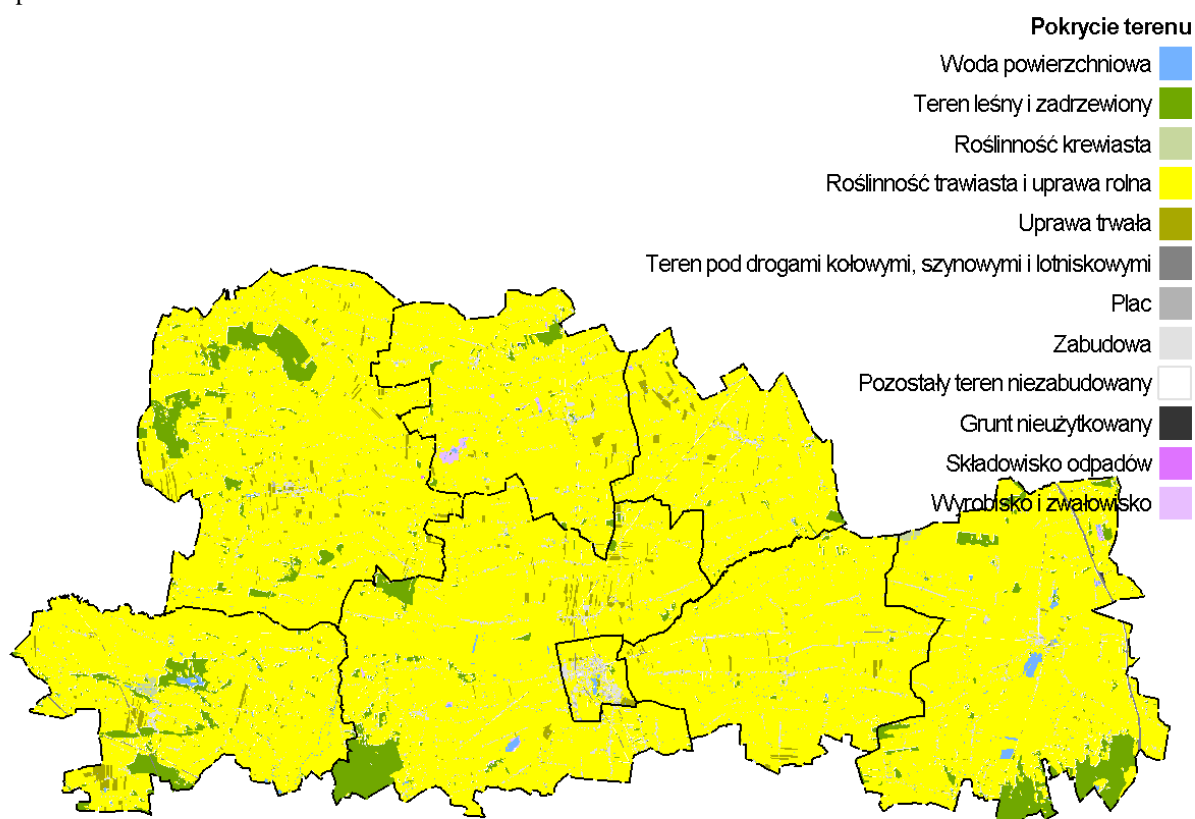 Pokrycie terenu
Woda powierzchniowa
Teren leśny i zadrzewiony
Roślinność krewiasta
Roślinność trawiasta i uprawa rolna
Uprawa trwała
Teren pod drogami kołowymi, szynowymi i lotniskowymi
Plac
Zabudowa
Pozostały teren niezabudowany
Grunt nieużytkowany
Składowisko odpadów
Wyrobisko i zwałowisko